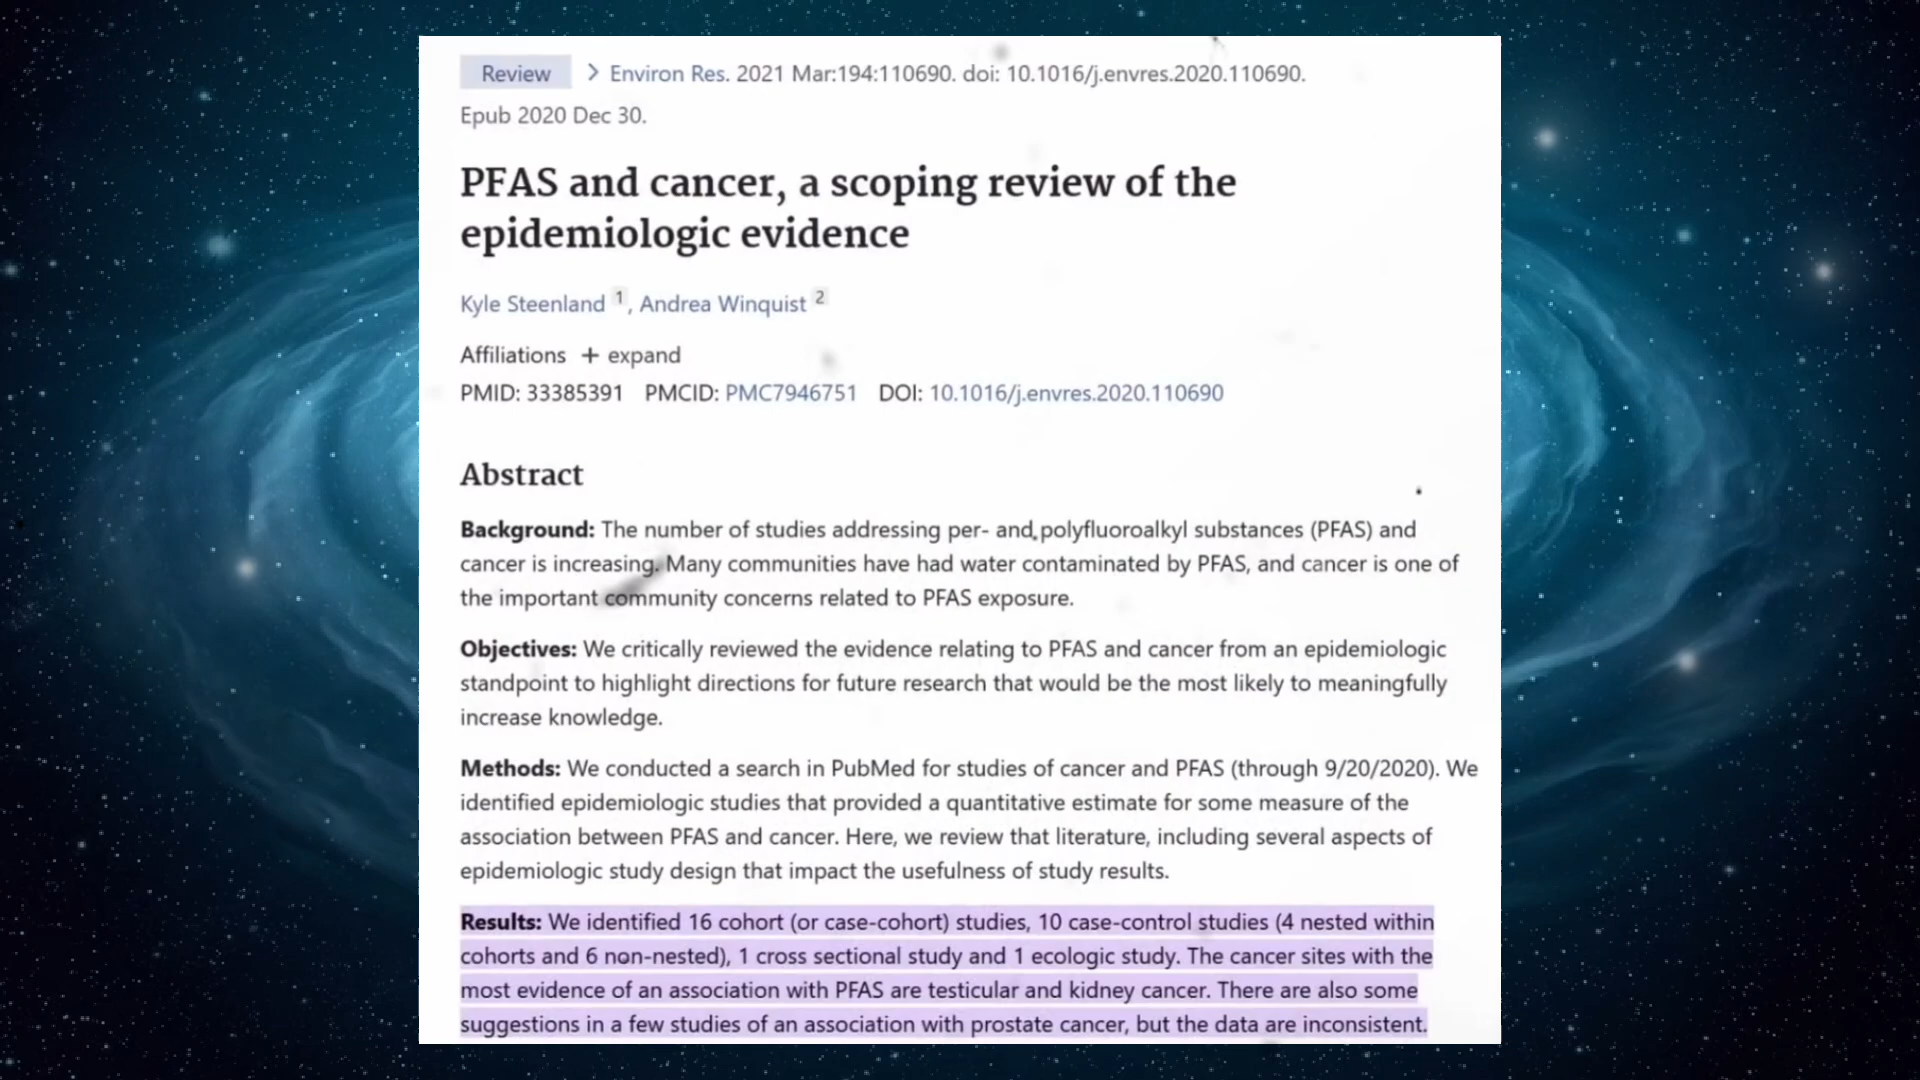 Review > Environ Res. 2021 Mar:194:110690. doi: 10.1016/j.envres.2020.110690.
Epub 2020 Dec 30.
PFAS and cancer, a scoping review of the
epidemiologic evidence
Kyle Steenland 1, Andrea Winquist 2
Affiliations + expand
PMID: 33385391 PMCID: PMC7946751 DOI: 10.1016/j.envres.2020.110690
Abstract
Background: The number of studies addressing per- and polyfluoroalkyl substances (PFAS) and
cancer is increasing. Many communities have had water contaminated by PFAS, and cancer is one of
the important community concerns related to PFAS exposure.
Objectives: We critically reviewed the evidence relating to PFAS and cancer from an epidemiologic
standpoint to highlight directions for future research that would be the most likely to meaningfully
increase knowledge.
Methods: We conducted a search in PubMed for studies of cancer and PFAS (through 9/20/2020). We
identified epidemiologic studies that provided a quantitative estimate for some measure of the
association between PFAS and cancer. Here, we review that literature, including several aspects of
epidemiologic study design that impact the usefulness of study results.
Results: We identified 16 cohort (or case-cohort) studies, 10 case-control studies (4 nested within
cohorts and 6 non-nested), 1 cross sectional study and 1 ecologic study. The cancer sites with the
most evidence of an association with PFAS are testicular and kidney cancer. There are also some
suggestions in a few studies of an association with prostate cancer, but the data are inconsistent.